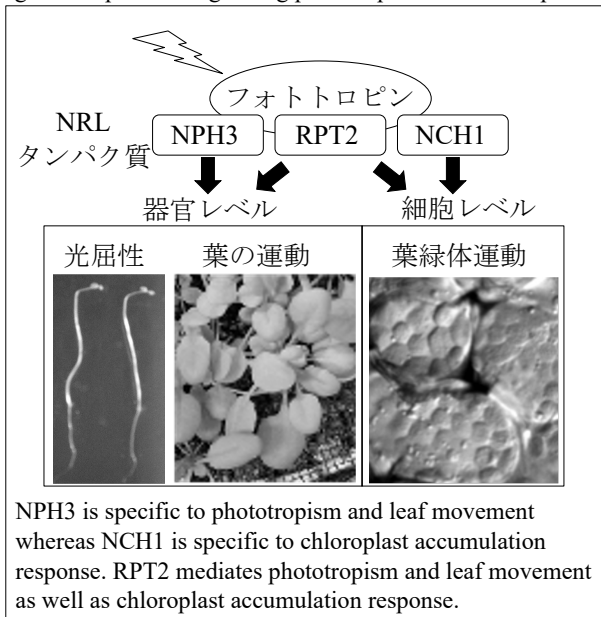 フォトトロピン
NRL
タンパク質
NPH3
RPT2
NCH1
器官レベル
細胞レベル
光屈性
葉の運動
葉緑体運動
NPH3 is specific to phototropism and leaf movement
whereas NCH1 is specific to chloroplast accumulation
response. RPT2 mediates phototropism and leaf movement
as well as chloroplast accumulation response.